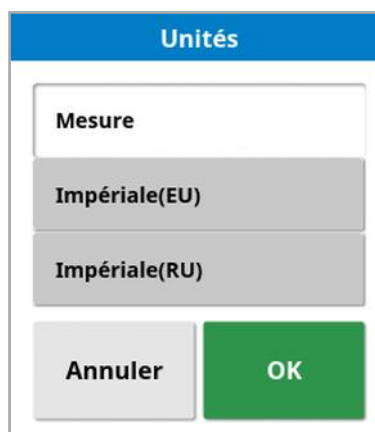 Unités
Mesure
Impériale(EU)
Impériale(RU)
Annuler
OK